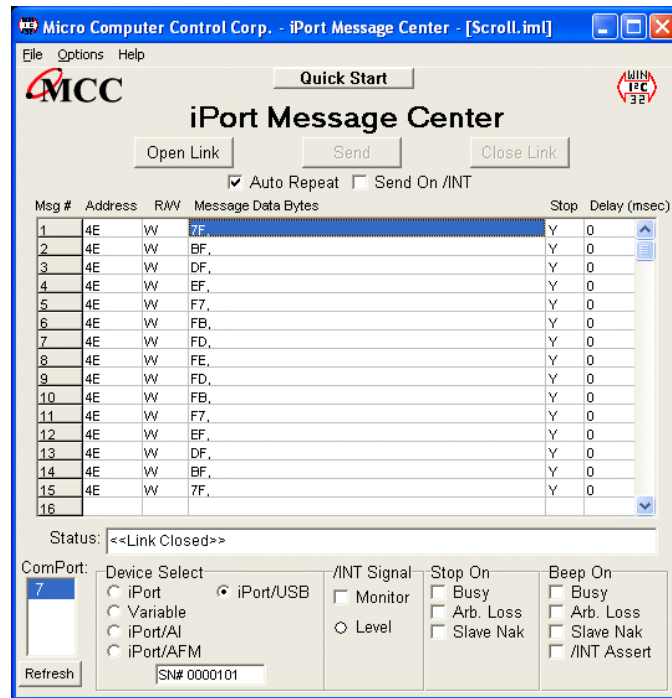 Micro Computer Control Corp. - iPort Message Center - [Scroll.iml]
File Options Help
MCC
Quick Start
WIN
I²C
32
iPort Message Center
Open Link Send Close Link
Auto Repeat Send On /INT
Msg # Address R/W Message Data Bytes Stop Delay (msec)
1 4E W 7F, Y 0
2 4E W BF, Y 0
3 4E W DF, Y 0
4 4E W EF, Y 0
5 4E W F7, Y 0
6 4E W FB, Y 0
7 4E W FD, Y 0
8 4E W FE, Y 0
9 4E W FD, Y 0
10 4E W FB, Y 0
11 4E W F7, Y 0
12 4E W EF, Y 0
13 4E W DF, Y 0
14 4E W BF, Y 0
15 4E W 7F, Y 0
16
Status: <<Link Closed>>
ComPort: Device Select /INT Signal Stop On Beep On
7 iPort iPort/USB Monitor Busy Busy
Variable Arb. Loss Arb. Loss
iPort/AI Level Slave Nak Slave Nak
iPort/AFM /INT Assert
Refresh SN# 0000101